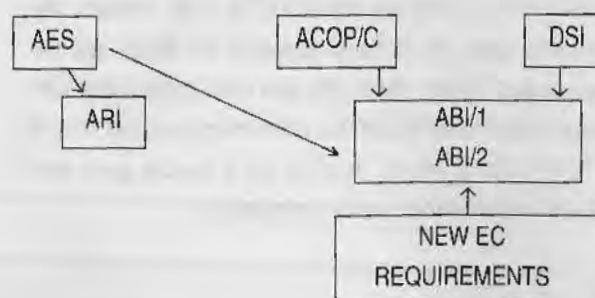 AES
ACOP/C
DSI
ARI
ABI/1
ABI/2
NEW EC
REQUIREMENTS